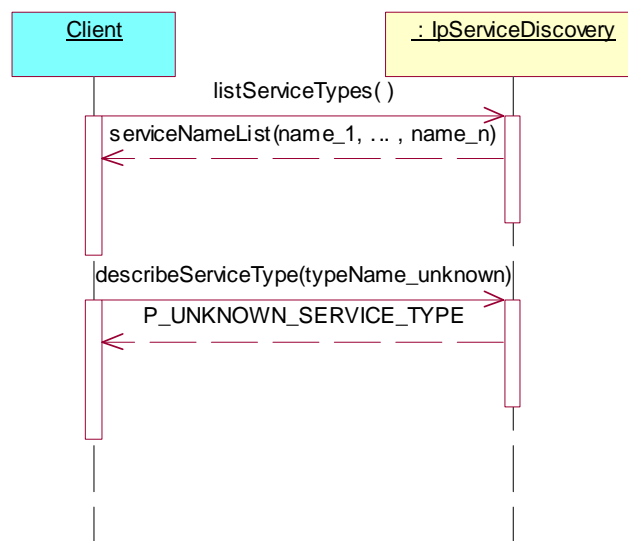 Client
: IpServiceDiscovery
listServiceTypes( )
serviceNameList(name_1, ... , name_n)
describeServiceType(typeName_unknown)
P_UNKNOWN_SERVICE_TYPE